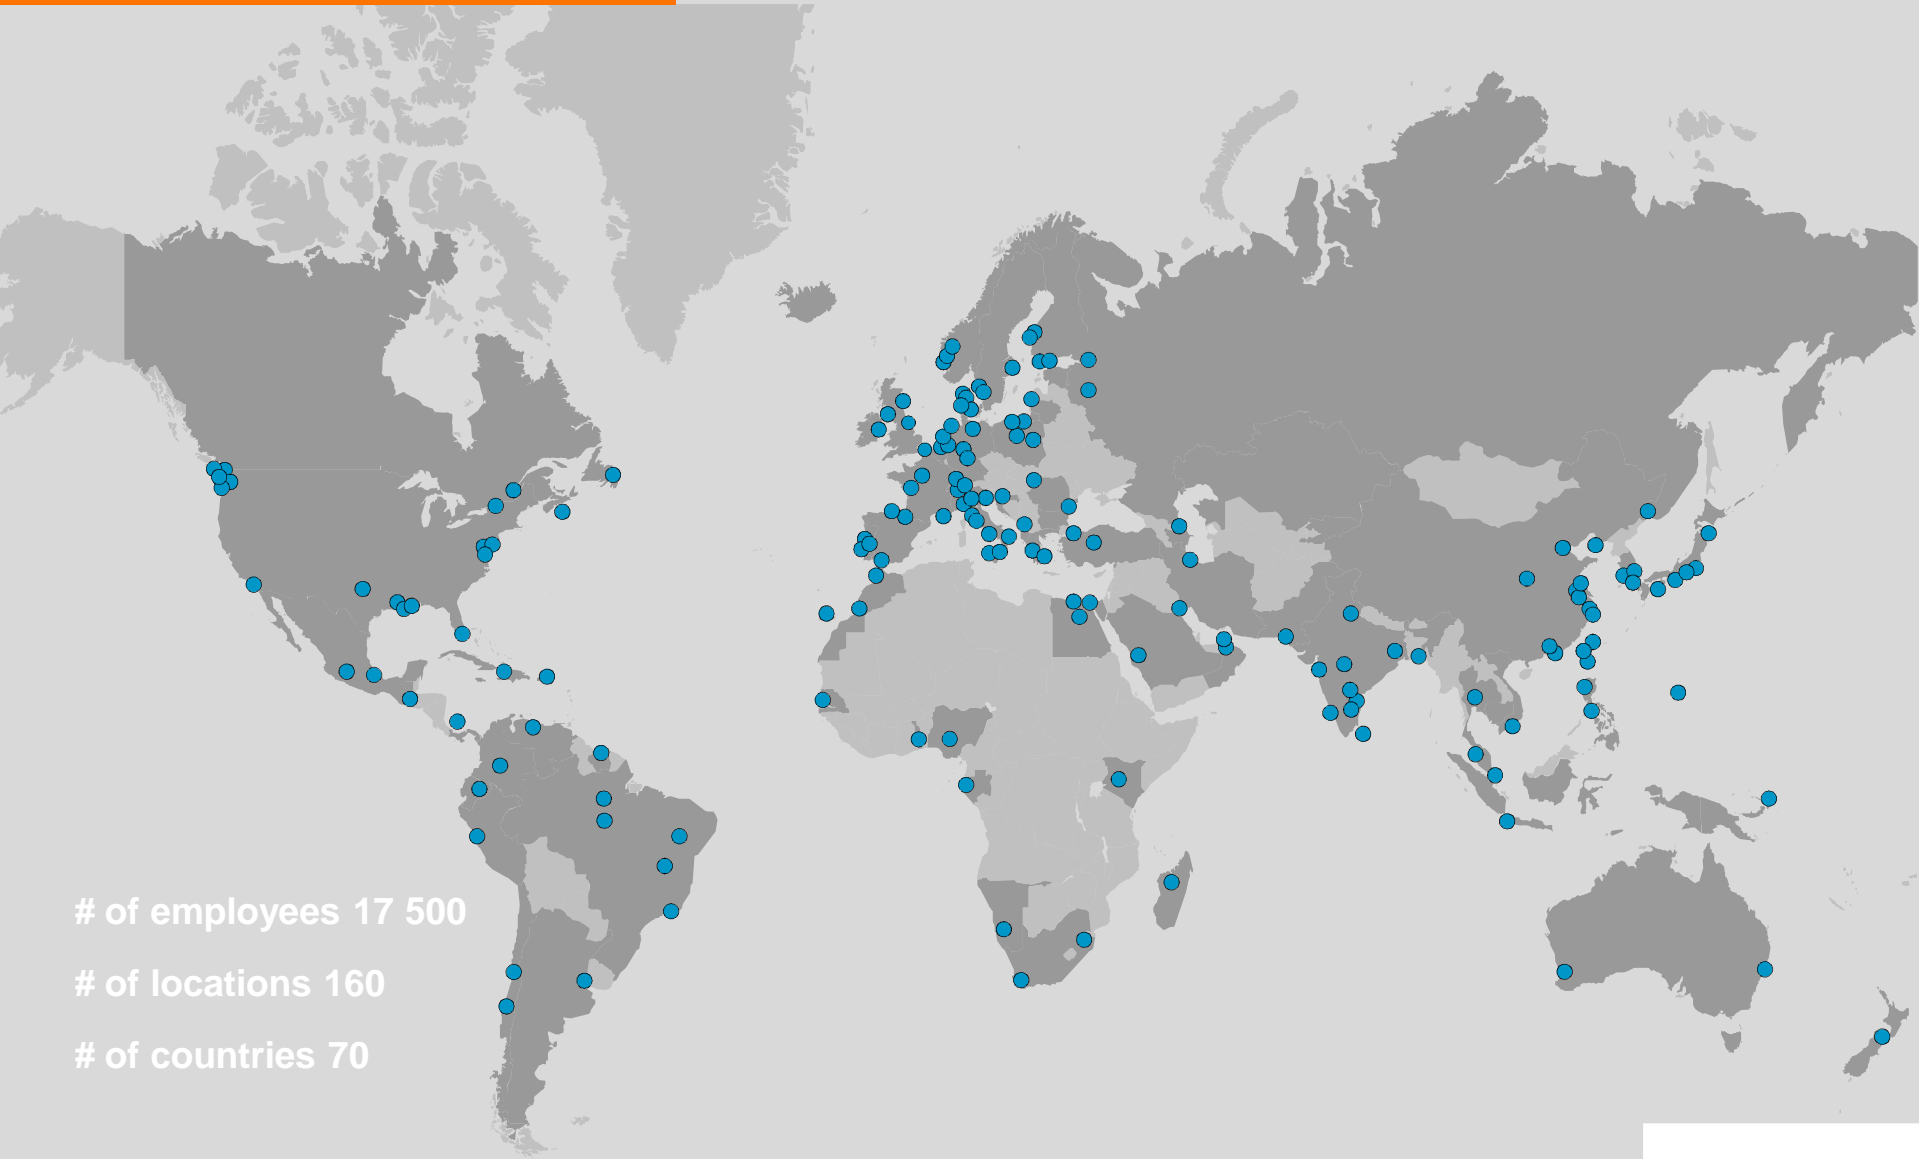 # of employees 17 500
# of locations 160
# of countries 70